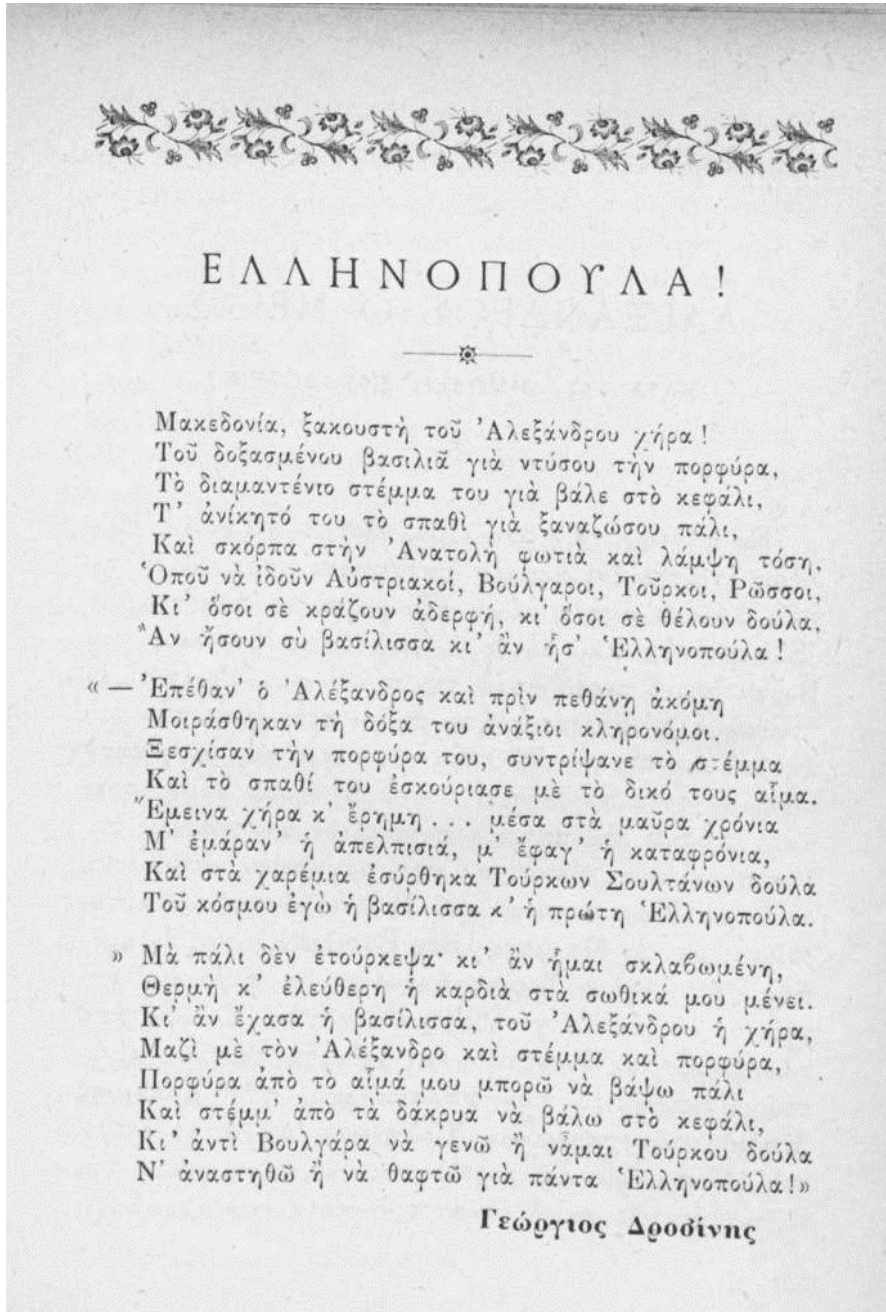 ΕΛΛΗΝΟΠΟΥΛΑ!
Μακεδονία, ξακουστὴ τοῦ Ἀλεξάνδρου χήρα!
Τοῦ δοξασμένου βασιλιᾶ γιὰ ντύσου τὴν πορφύρα,
Τὸ διαμαντένιο στέμμα του γιὰ βάλε στὸ κεφάλι,
Τ' ἀνίκητό του τὸ σπαθὶ γιὰ ξαναζώσου πάλι,
Καὶ σκόρπα στὴν Ἀνατολὴ φωτιὰ καὶ λάμψη τόση,
Ὁποῦ νὰ ἰδοῦν Αὐστριακοί, Βούλγαροι, Τοῦρκοι, Ρῶσσοι,
Κι' ὅσοι σὲ κράζουν ἀδερφή, κι' ὅσοι σὲ θέλουν δούλα,
Ἂν ἤσουν σὺ βασίλισσα κι' ἂν ᾖσ' Ἑλληνοπούλα!
« — Ἐπέθαν' ὁ Ἀλέξανδρος καὶ πρὶν πεθάνῃ ἀκόμη
Μοιράσθηκαν τὴ δόξα του ἀνάξιοι κληρονόμοι.
Ξεσχίσαν τὴν πορφύρα του, συντρίψανε τὸ στέμμα
Καὶ τὸ σπαθί του ἐσκούριασε μὲ τὸ δικό τους αἷμα.
Ἔμεινα χήρα κ' ἔρημη... μέσα στὰ μαῦρα χρόνια
Μ' ἐμάραν' ἡ ἀπελπισιά, μ' ἔφαγ' ἡ καταφρόνια,
Καὶ στὰ χαρέμια ἐσύρθηκα Τούρκων Σουλτάνων δούλα
Τοῦ κόσμου ἐγὼ ἡ βασίλισσα κ' ἡ πρώτη Ἑλληνοπούλα.
» Μὰ πάλι δὲν ἐτούρκεψα· κι' ἂν ᾖμαι σκλαβωμένη,
Θερμὴ κ' ἐλεύθερη ἡ καρδιὰ στὰ σωθικά μου μένει.
Κι' ἂν ἔχασα ἡ βασίλισσα, τοῦ Ἀλεξάνδρου ἡ χήρα,
Μαζὶ μὲ τὸν Ἀλέξανδρο καὶ στέμμα καὶ πορφύρα,
Πορφύρα ἀπὸ τὸ αἷμά μου μπορῶ νὰ βάψω πάλι
Καὶ στέμμ' ἀπὸ τὰ δάκρυα νὰ βάλω στὸ κεφάλι,
Κι' ἀντὶ Βουλγάρα νὰ γενῶ ἢ νἆμαι Τούρκου δούλα
Ν' ἀναστηθῶ ἢ νὰ θαφτῶ γιὰ πάντα Ἑλληνοπούλα!»
Γεώργιος Δροσίνης